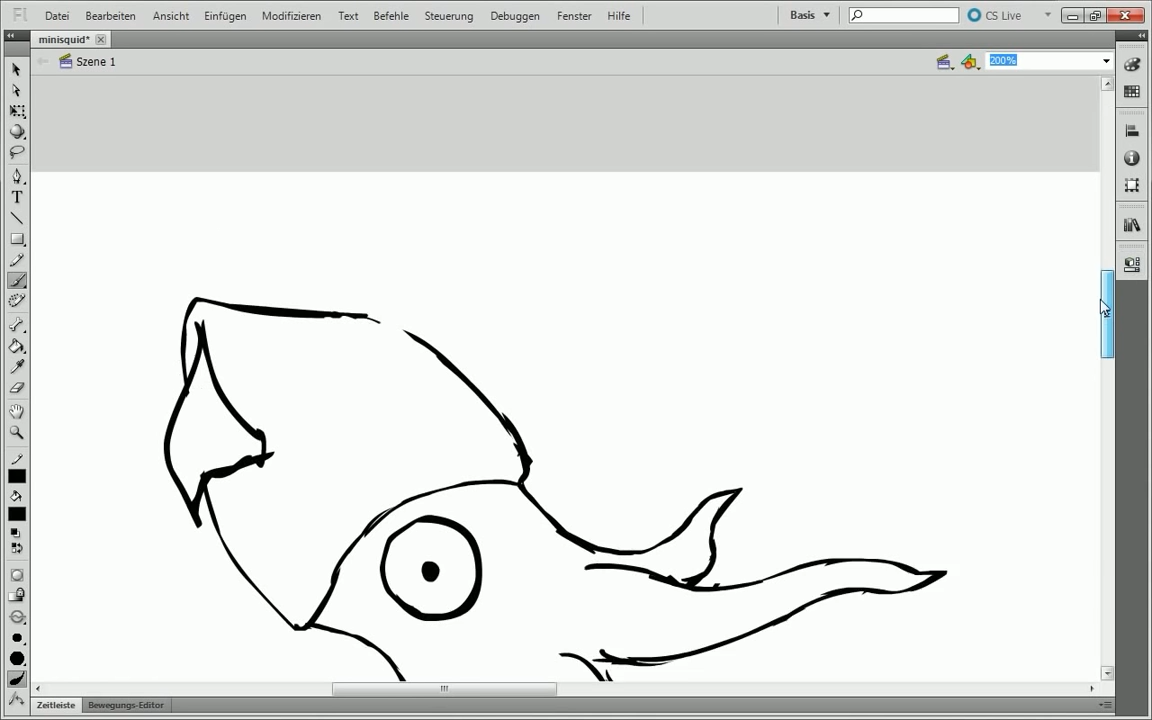 Fl Datei Bearbeiten Ansicht Einfügen Modifizieren Text Befehle Steuerung Debuggen Fenster Hilfe Basis CS Live
minisquid*
Szene 1 200%
T
Zeitleiste Bewegungs-Editor